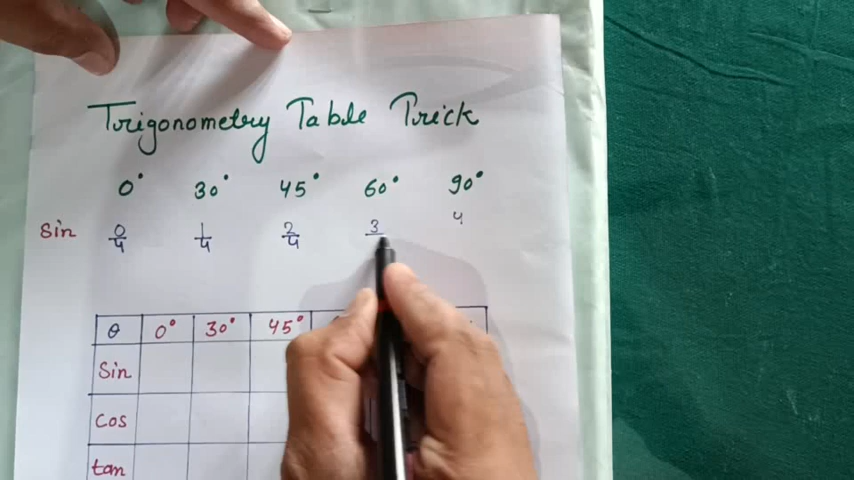 Trigonometry Table Trick
0° 30° 45° 60° 90°
Sin 0/4 1/4 2/4 3/ 4
θ 0° 30° 45°
Sin
Cos
tan